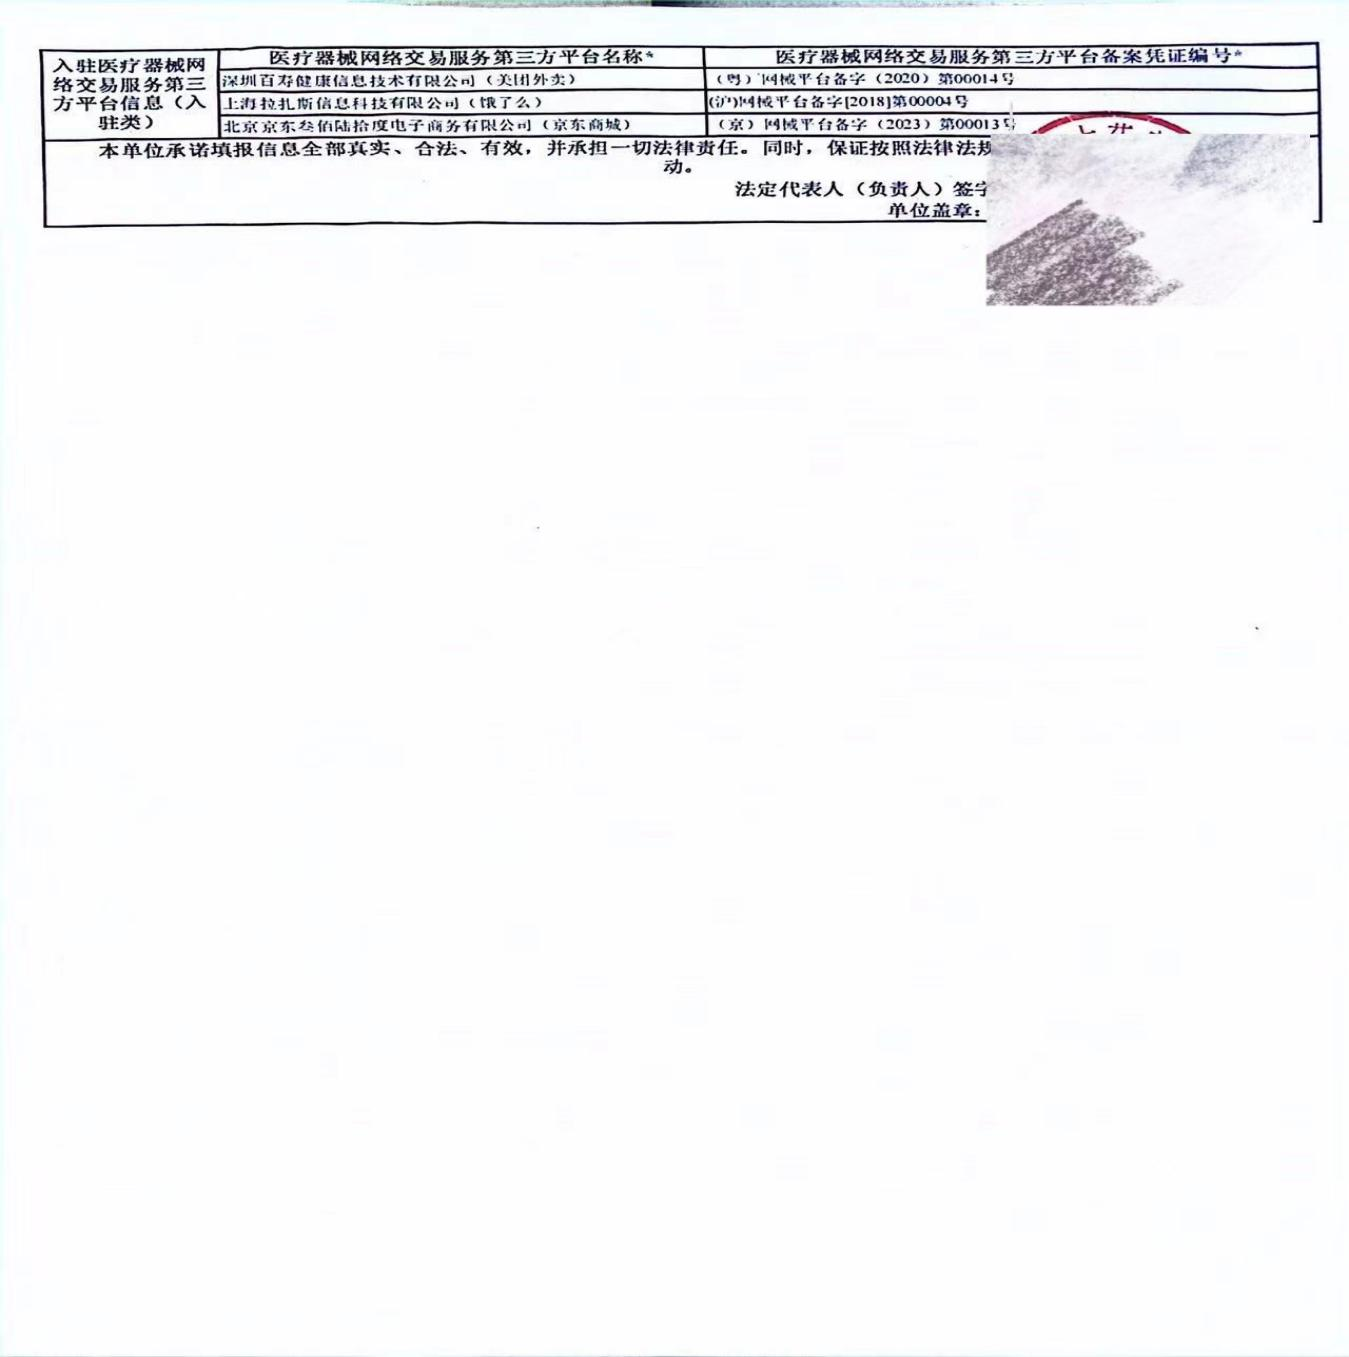 入驻医疗器械网
络交易服务第三
方平台信息（入
驻类）
医疗器械网络交易服务第三方平台名称* 医疗器械网络交易服务第三方平台备案凭证编号*
深圳百寿健康信息技术有限公司（美团外卖） （粤）网械平台备字（2020）第00014号
上海拉扎斯信息科技有限公司（饿了么） (沪)网械平台备字[2018]第00004号
北京京东叁佰陆拾度电子商务有限公司（京东商城） （京）网械平台备字（2023）第00013号
本单位承诺填报信息全部真实、合法、有效，并承担一切法律责任。同时，保证按照法律法规
动。
法定代表人（负责人）签字
单位盖章：